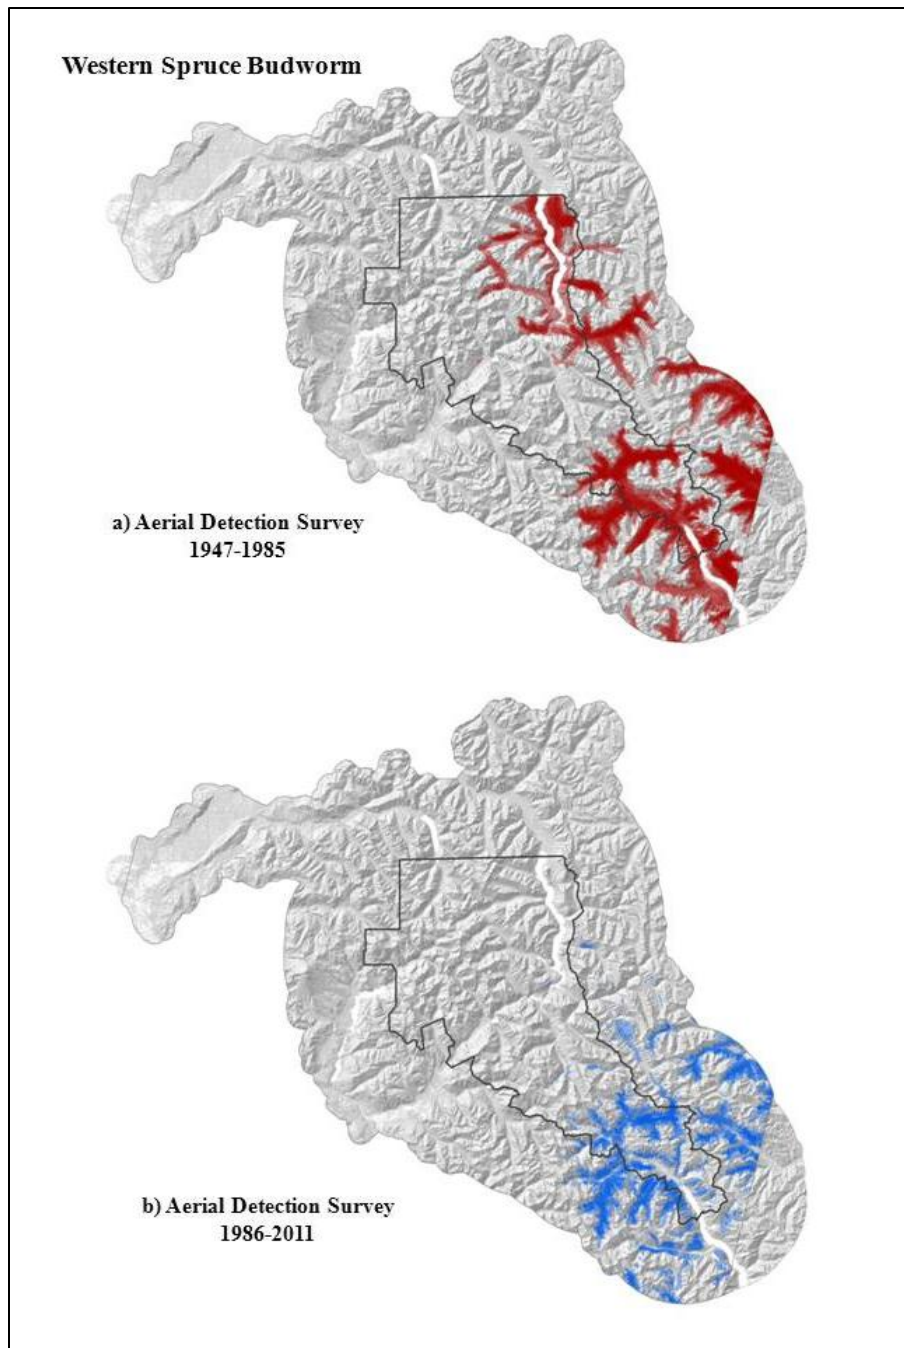 Western Spruce Budworm
a) Aerial Detection Survey
1947-1985
b) Aerial Detection Survey
1986-2011